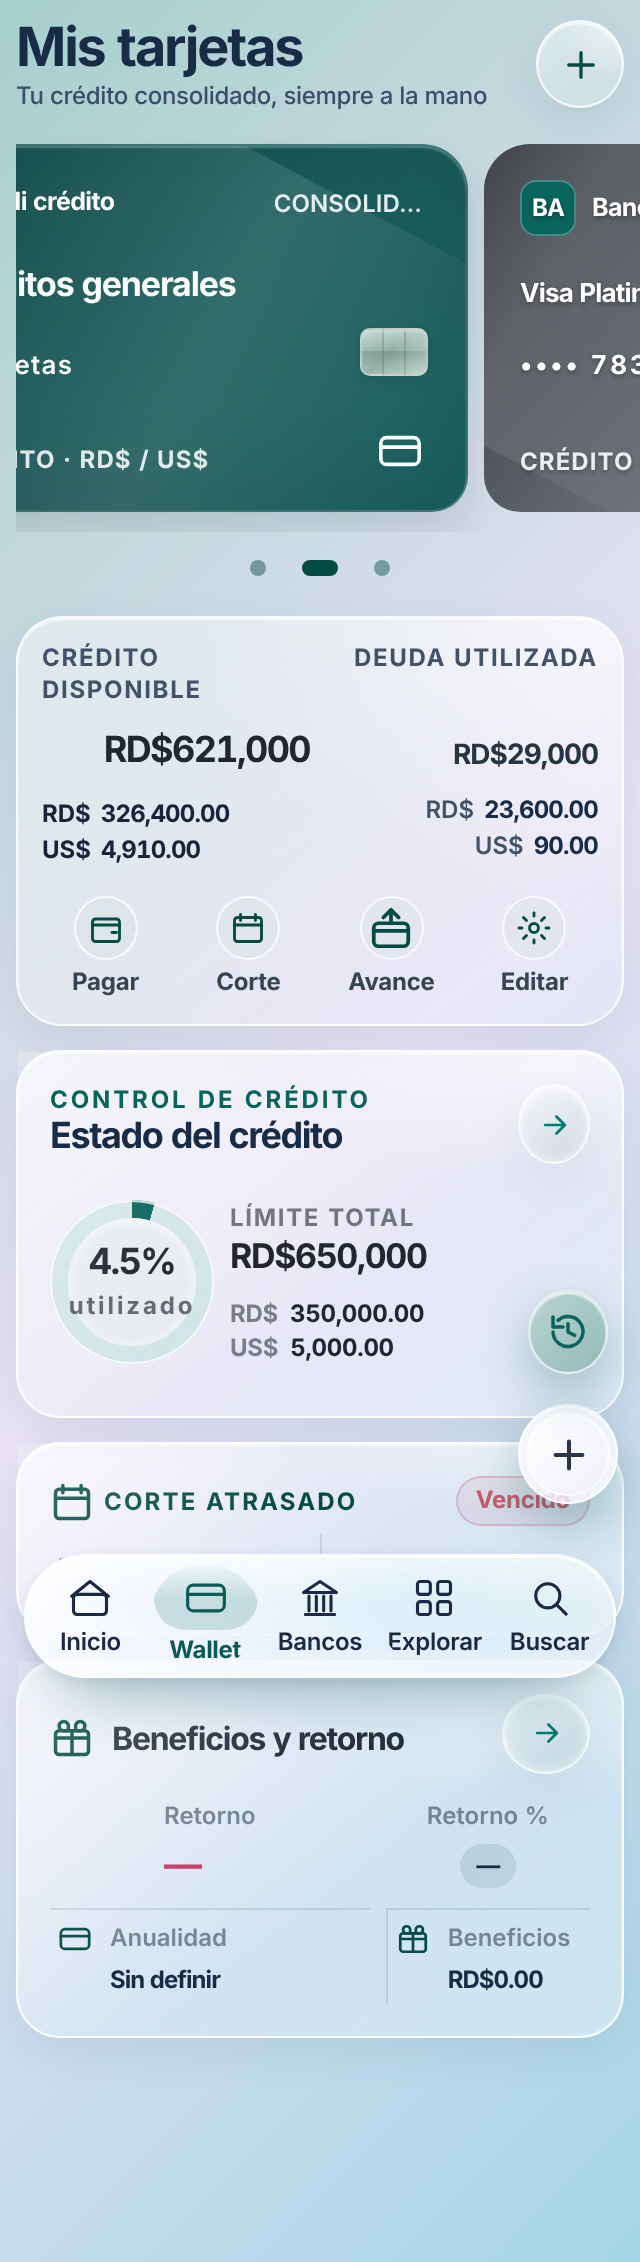 Mis tarjetas
Tu crédito consolidado, siempre a la mano
li crédito
CONSOLID...
itos generales
etas
ITO · RD$ / US$
BA
Banc
Visa Platin
•••• 783
CRÉDITO
CRÉDITO
DISPONIBLE
DEUDA UTILIZADA
RD$621,000
RD$29,000
RD$ 326,400.00
US$ 4,910.00
RD$ 23,600.00
US$ 90.00
Pagar
Corte
Avance
Editar
CONTROL DE CRÉDITO
Estado del crédito
4.5%
utilizado
LÍMITE TOTAL
RD$650,000
RD$ 350,000.00
US$ 5,000.00
CORTE ATRASADO
Vencido
Inicio
Wallet
Bancos
Explorar
Buscar
Beneficios y retorno
Retorno
Retorno %
—
—
Anualidad
Sin definir
Beneficios
RD$0.00